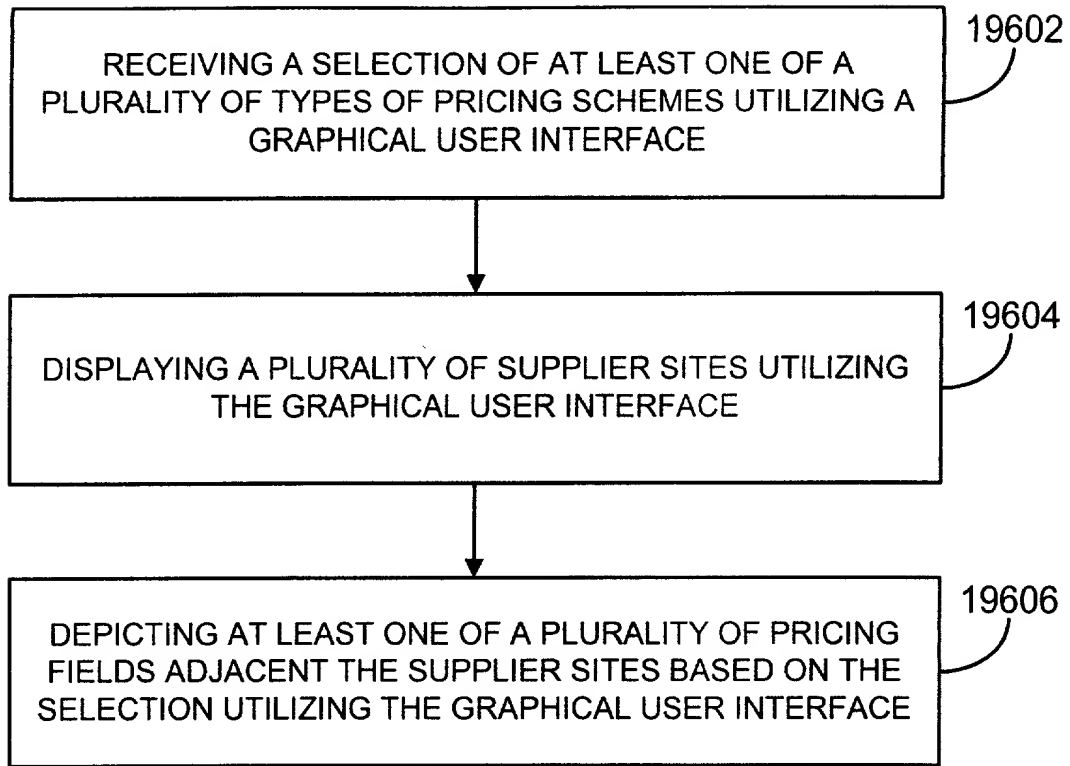 19602
RECEIVING A SELECTION OF AT LEAST ONE OF A
PLURALITY OF TYPES OF PRICING SCHEMES UTILIZING A
GRAPHICAL USER INTERFACE
19604
DISPLAYING A PLURALITY OF SUPPLIER SITES UTILIZING
THE GRAPHICAL USER INTERFACE
19606
DEPICTING AT LEAST ONE OF A PLURALITY OF PRICING
FIELDS ADJACENT THE SUPPLIER SITES BASED ON THE
SELECTION UTILIZING THE GRAPHICAL USER INTERFACE